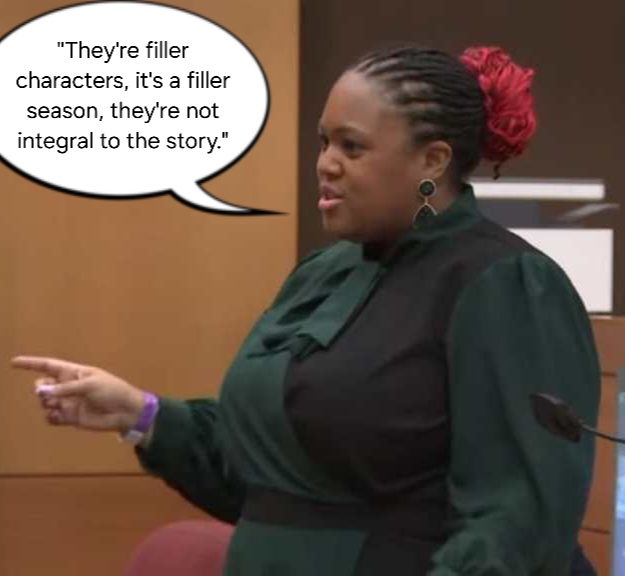 "They're filler
characters, it's a filler
season, they're not
integral to the story."